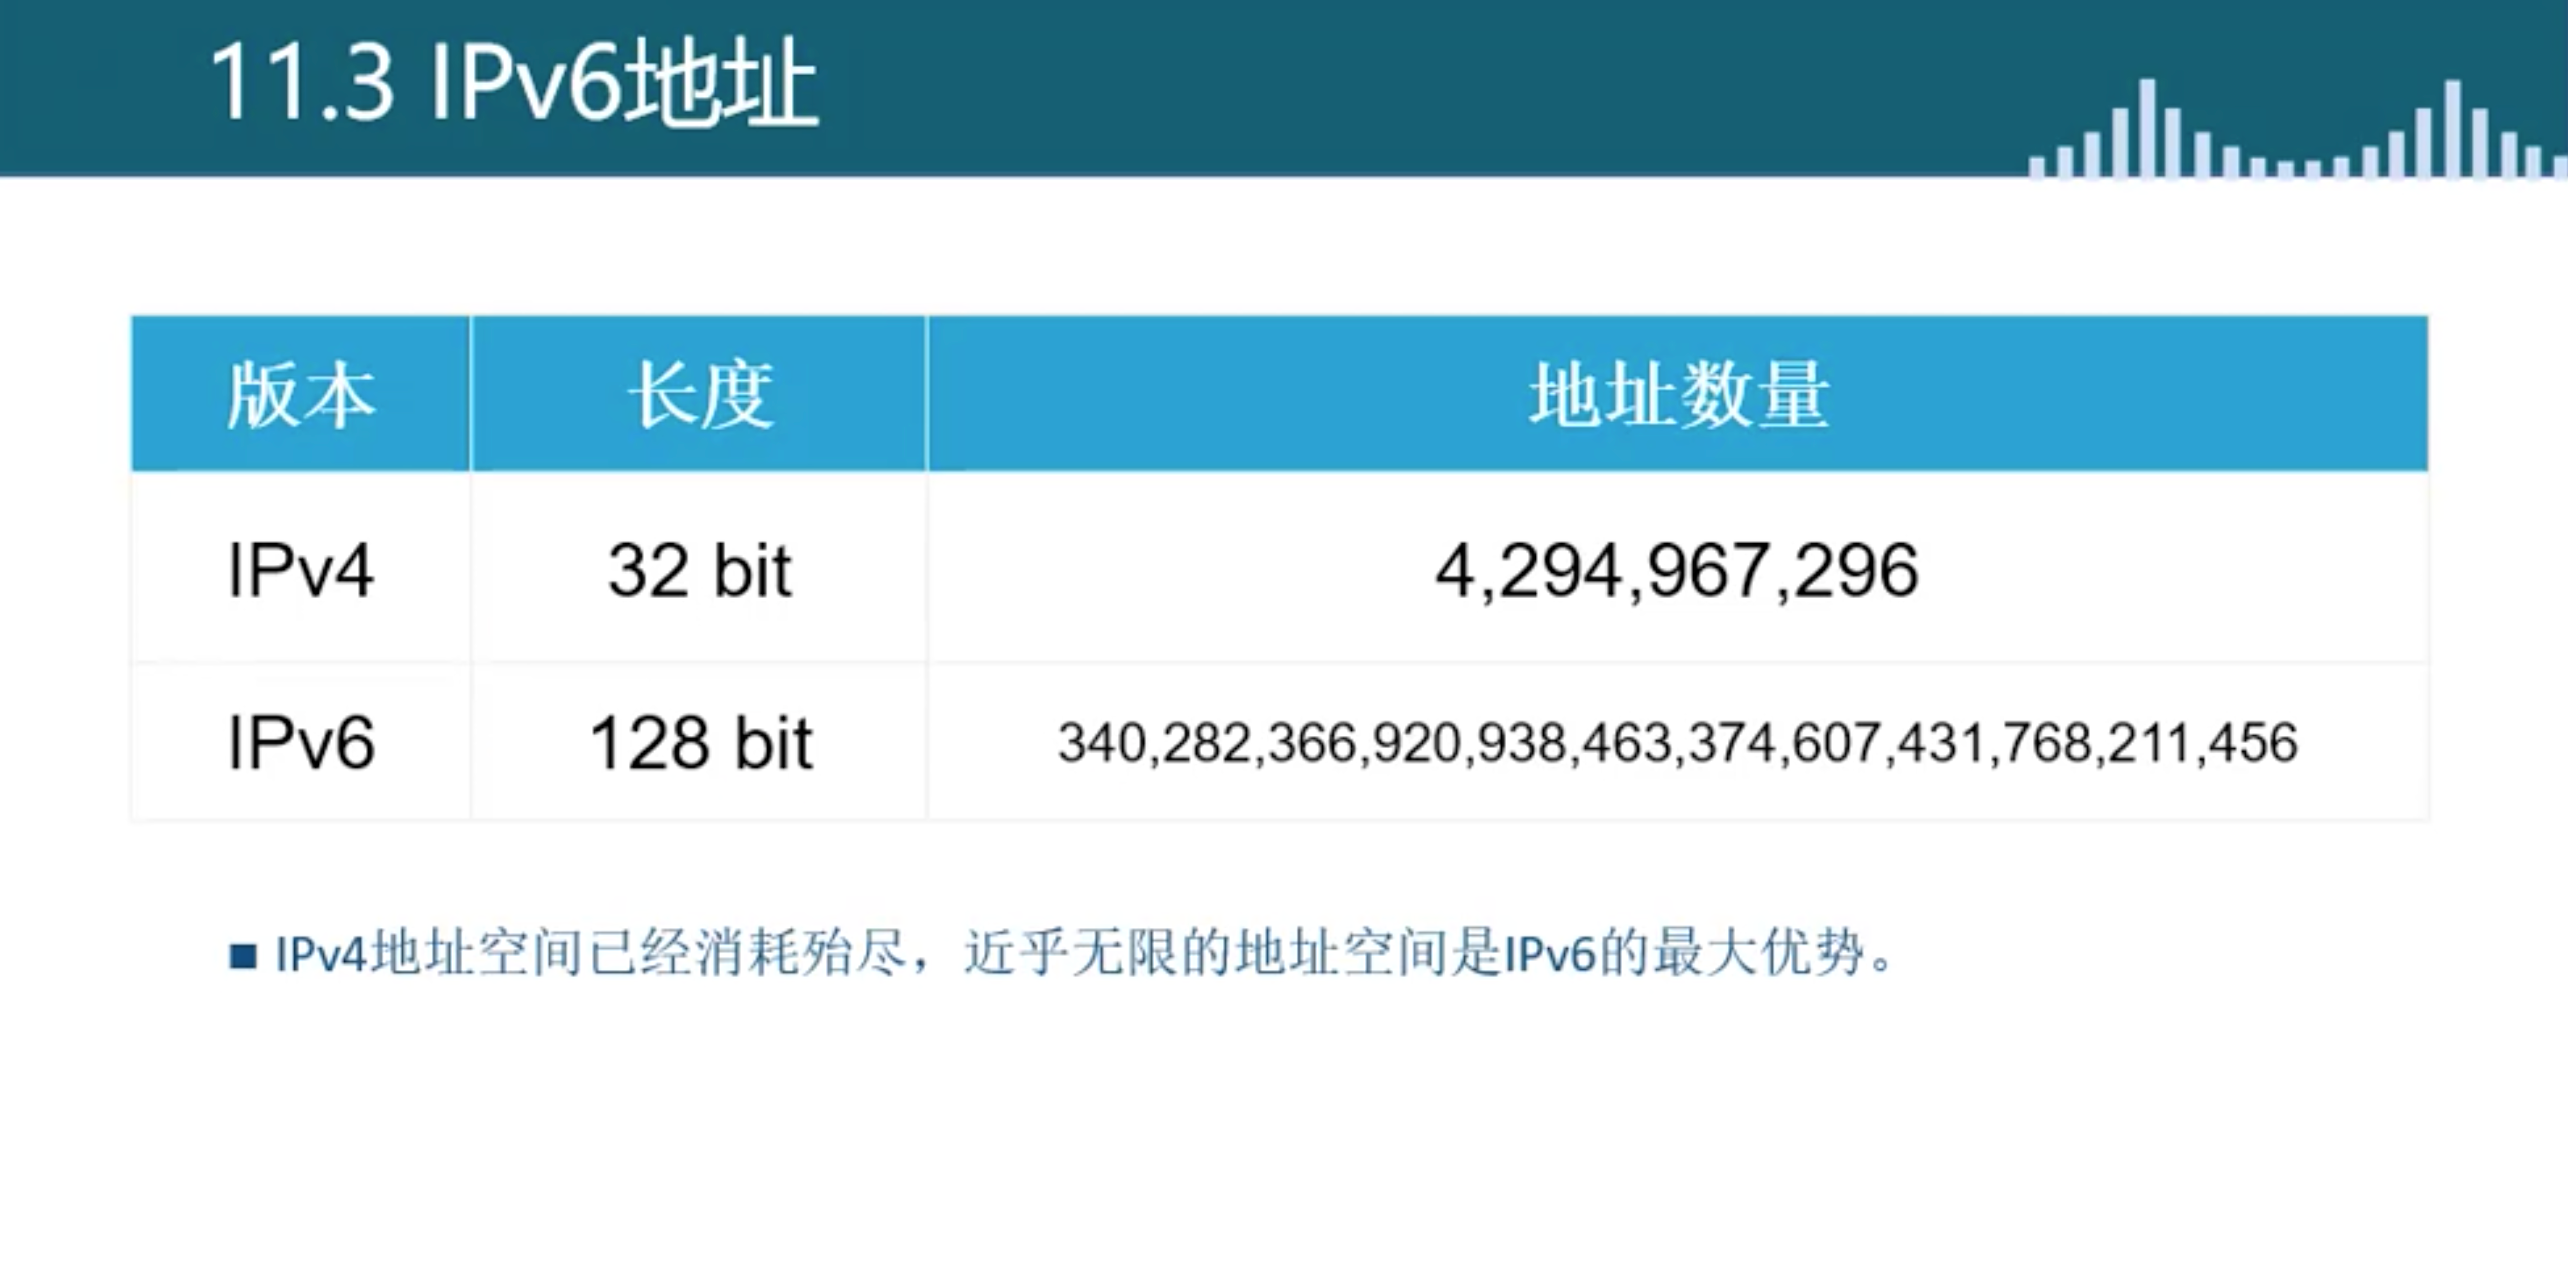 11.3 IPv6地址
版本 长度 地址数量
IPv4 32 bit 4,294,967,296
IPv6 128 bit 340,282,366,920,938,463,374,607,431,768,211,456
■ IPv4地址空间已经消耗殆尽，近乎无限的地址空间是IPv6的最大优势。